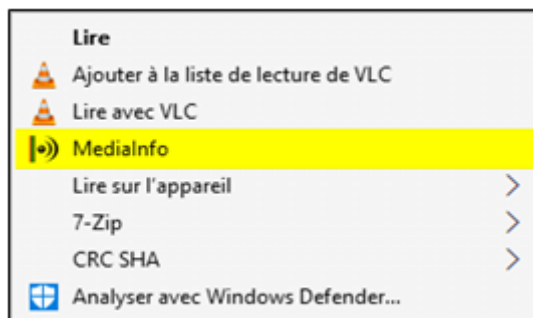 Lire
Ajouter à la liste de lecture de VLC
Lire avec VLC
MediaInfo
Lire sur l'appareil
7-Zip
CRC SHA
Analyser avec Windows Defender...